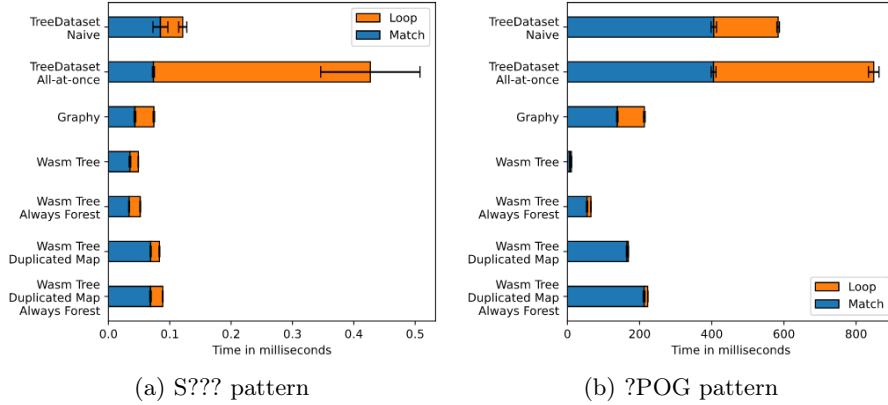 TreeDataset
Naive
TreeDataset
All-at-once
Graphy
Wasm Tree
Wasm Tree
Always Forest
Wasm Tree
Duplicated Map
Wasm Tree
Duplicated Map
Always Forest
Loop
Match
0.0 0.1 0.2 0.3 0.4 0.5
Time in milliseconds
(a) S??? pattern
TreeDataset
Naive
TreeDataset
All-at-once
Graphy
Wasm Tree
Wasm Tree
Always Forest
Wasm Tree
Duplicated Map
Wasm Tree
Duplicated Map
Always Forest
Loop
Match
0 200 400 600 800
Time in milliseconds
(b) ?POG pattern